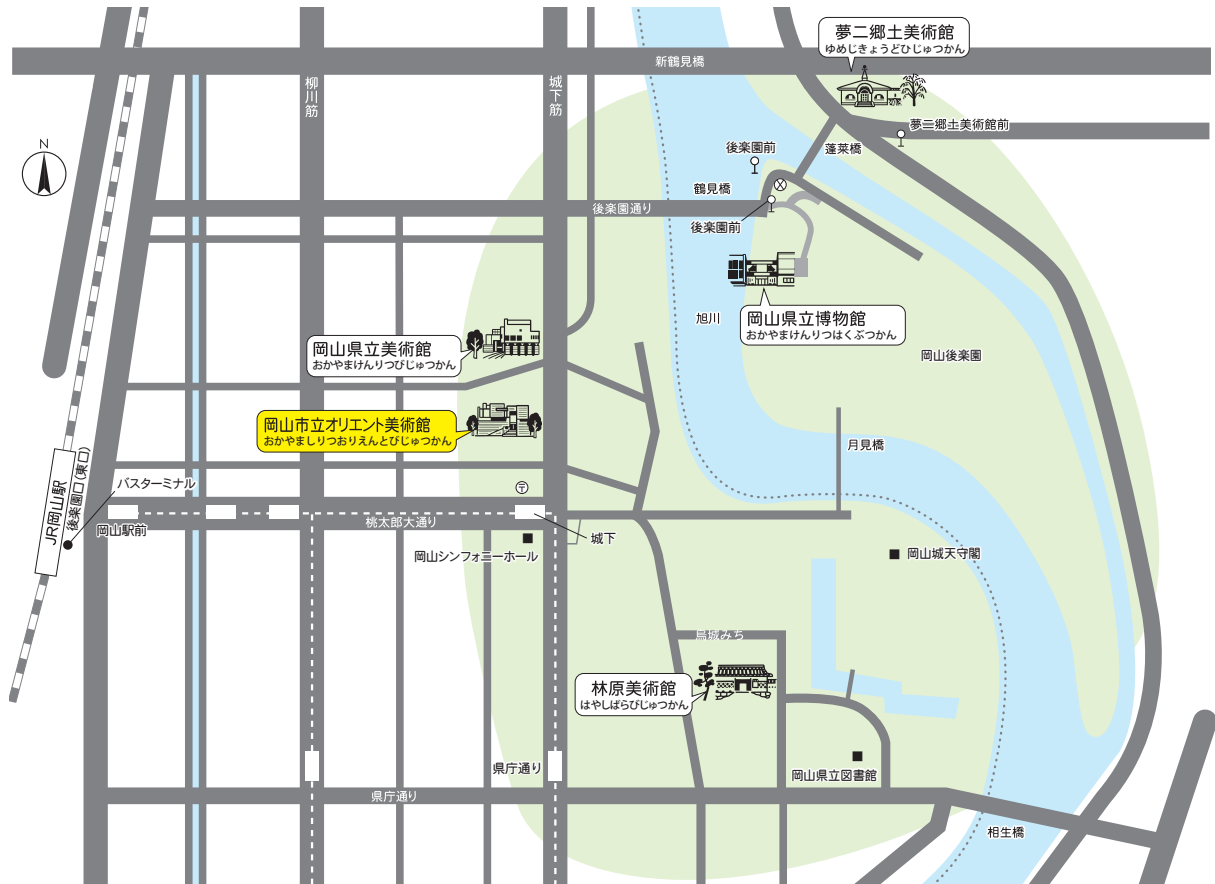 夢二郷土美術館
ゆめじきょうどびじゅつかん
新鶴見橋
柳川筋
城下筋
夢二郷土美術館前
N
後楽園前
蓬莱橋
鶴見橋
後楽園通り
後楽園前
旭川
岡山県立博物館
おかやまけんりつはくぶつかん
岡山県立美術館
おかやまけんりつびじゅつかん
岡山後楽園
岡山市立オリエント美術館
おかやましりつおりえんとびじゅつかん
月見橋
JR岡山駅
後楽園口(東口)
バスターミナル
岡山駅前
桃太郎大通り
城下
岡山シンフォニーホール
岡山城天守閣
烏城みち
林原美術館
はやしばらびじゅつかん
県庁通り
岡山県立図書館
県庁通り
相生橋